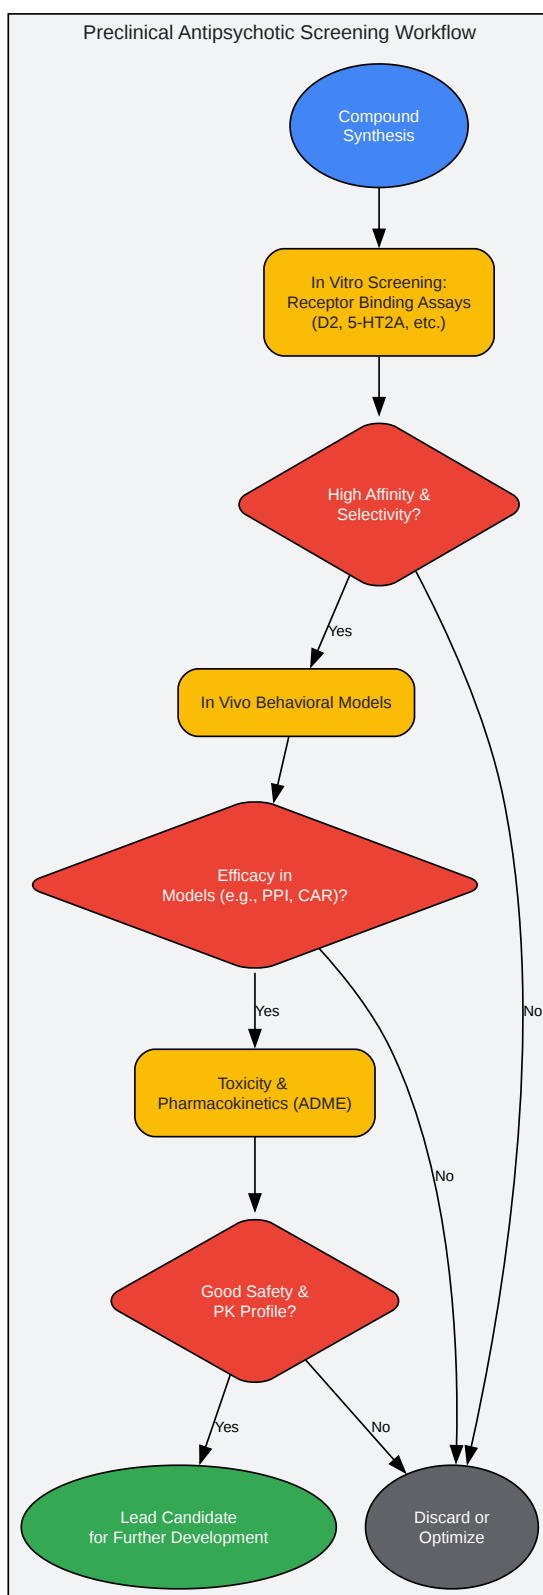 Preclinical Antipsychotic Screening Workflow
Compound
Synthesis
In Vitro Screening:
Receptor Binding Assays
(D2, 5-HT2A, etc.)
High Affinity &
Selectivity?
Yes
In Vivo Behavioral Models
Efficacy in
Models (e.g., PPI, CAR)?
Yes
No
Toxicity &
Pharmacokinetics (ADME)
No
Good Safety &
PK Profile?
Yes
No
Lead Candidate
for Further Development
Discard or
Optimize